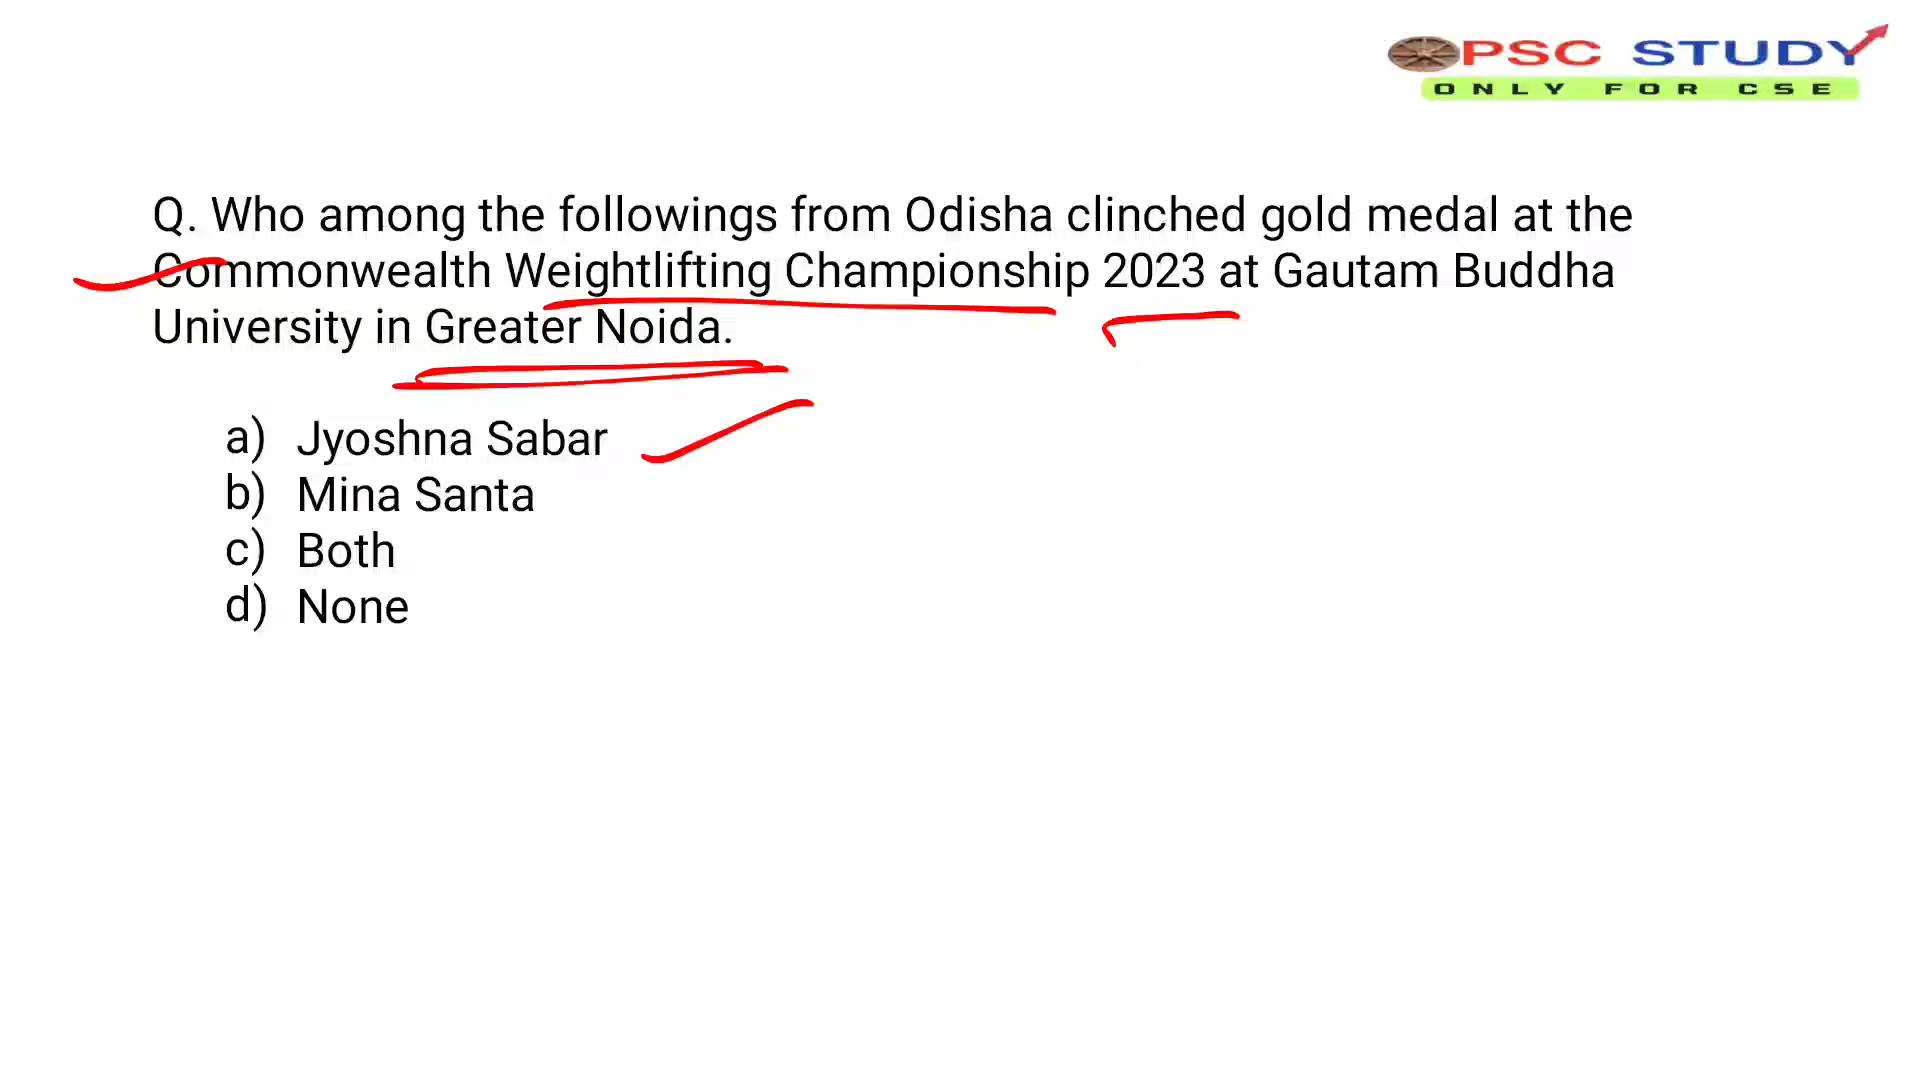 PSC STUDY
ONLY FOR CSE
Q. Who among the followings from Odisha clinched gold medal at the
Commonwealth Weightlifting Championship 2023 at Gautam Buddha
University in Greater Noida.
a) Jyoshna Sabar
b) Mina Santa
c) Both
d) None